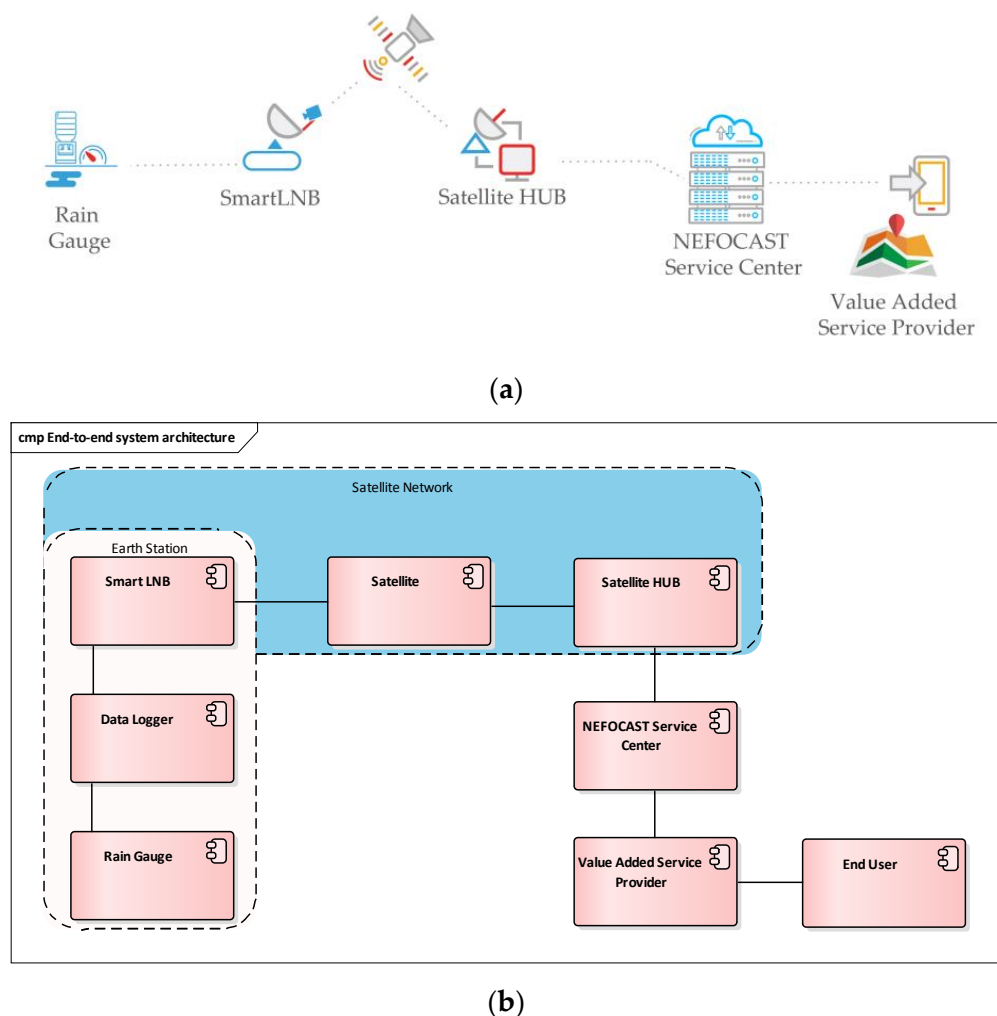 Rain
Gauge
SmartLNB
Satellite HUB
NEFOCAST
Service Center
Value Added
Service Provider
(a)
cmp End-to-end system architecture
Satellite Network
Earth Station
Smart LNB
Satellite
Satellite HUB
Data Logger
NEFOCAST Service
Center
Rain Gauge
Value Added Service
Provider
End User
(b)